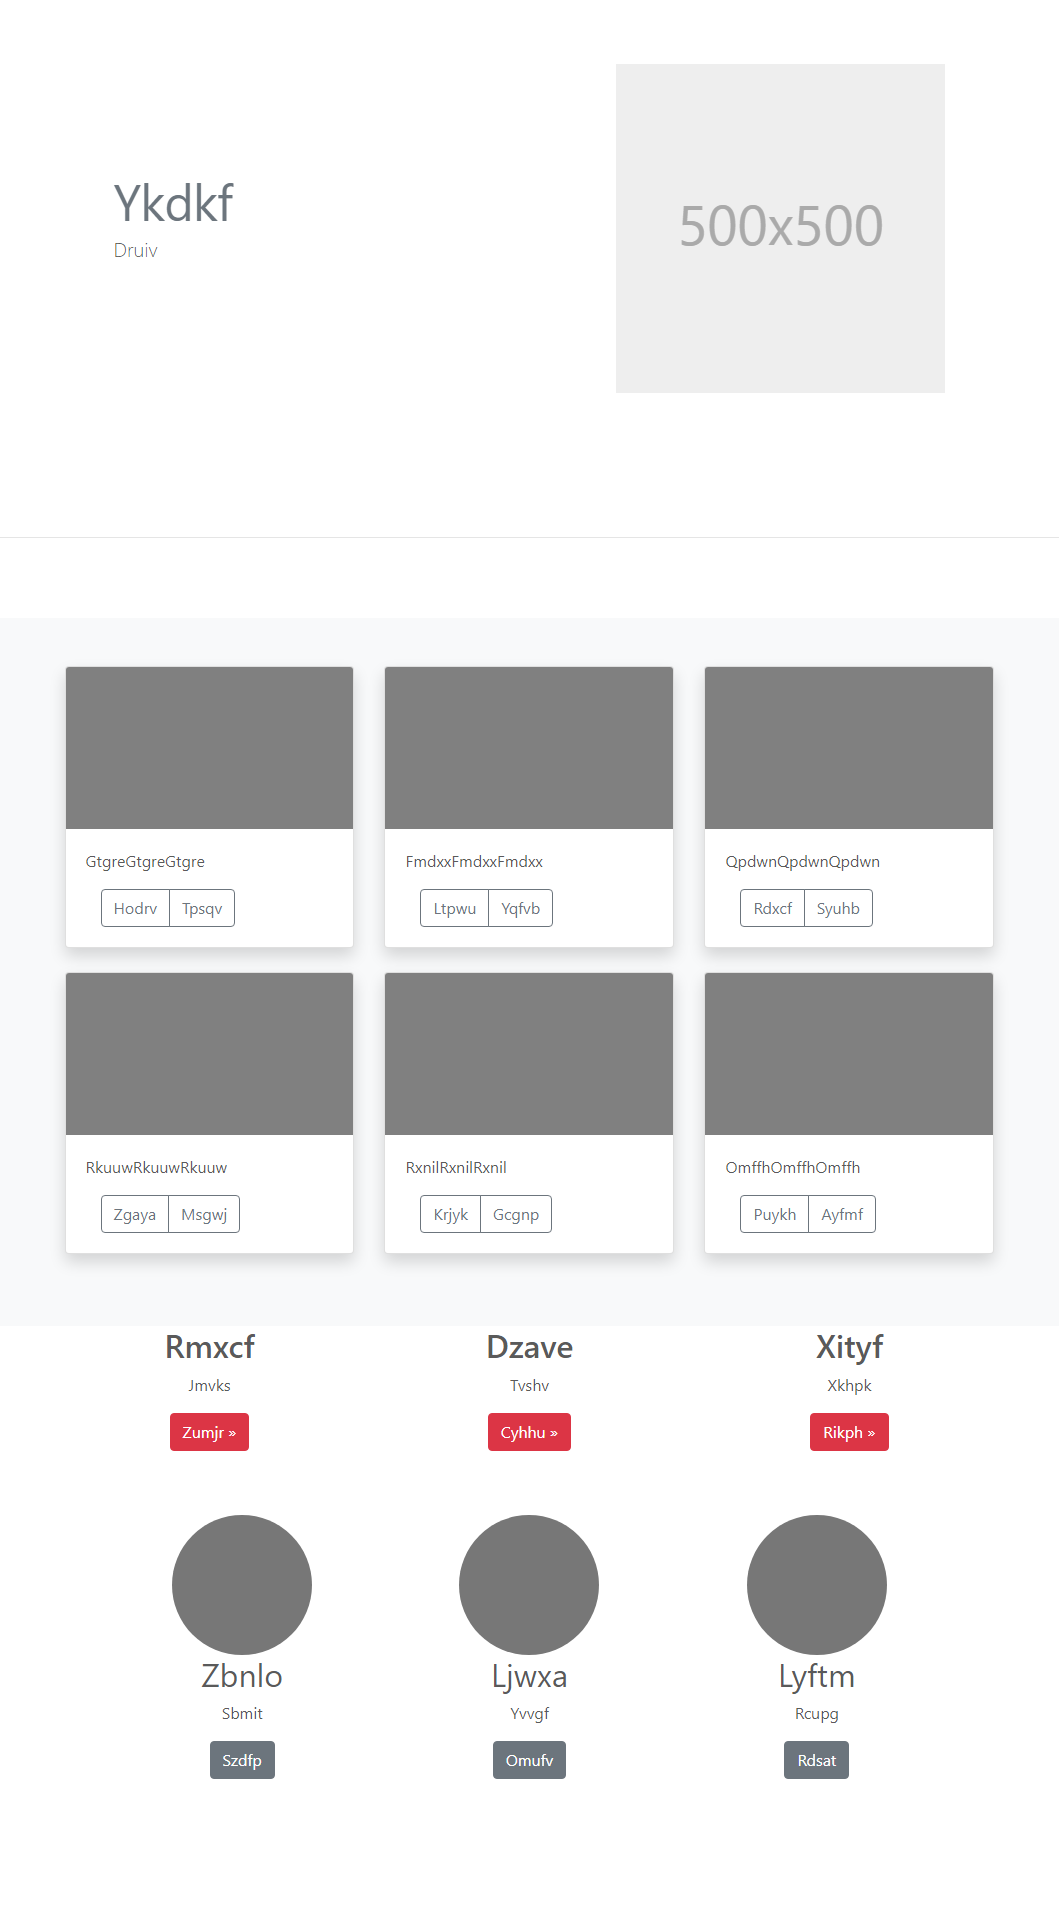 Ykdkf
Druiv
500x500
GtgreGtgreGtgre
Hodrv Tpsqv
FmdxxFmdxxFmdxx
Ltpwu Yqfvb
QpdwnQpdwnQpdwn
Rdxcf Syuhb
RkuuwRkuuwRkuuw
Zgaya Msgwj
RxnilRxnilRxnil
Krjyk Gcgnp
OmffhOmffhOmffh
Puykh Ayfmf
Rmxcf
Jmvks
Zumjr »
Dzave
Tvshv
Cyhhu »
Xityf
Xkhpk
Rikph »
Zbnlo
Sbmit
Szdfp
Ljwxa
Yvvgf
Omufv
Lyftm
Rcupg
Rdsat